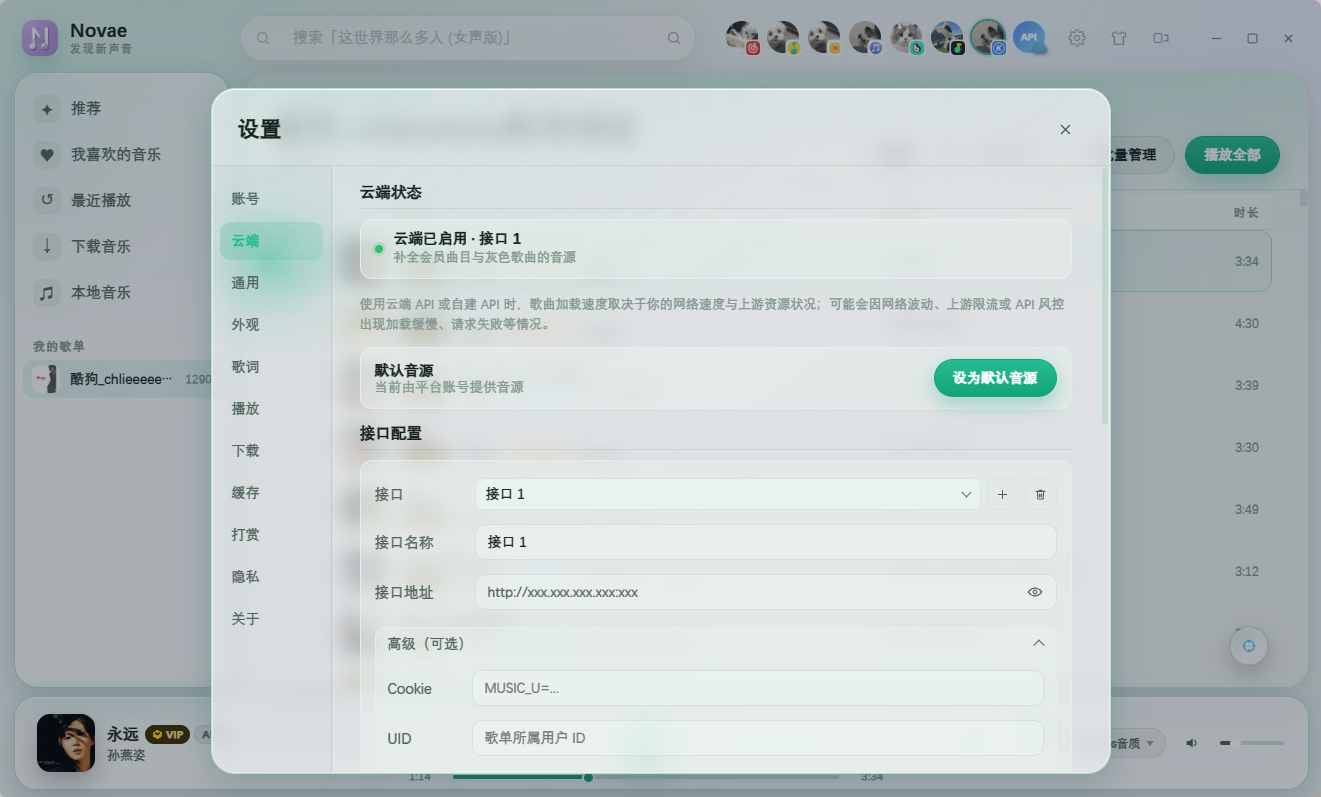 Novae
发现新声音
搜索「这世界那么多人 (女声版)」
API
推荐
我喜欢的音乐
最近播放
下载音乐
本地音乐
我的歌单
酷狗_chlieeeee··· 1290
设置
账号
云端
通用
外观
歌词
播放
下载
缓存
打赏
隐私
关于
云端状态
云端已启用 · 接口 1
补全会员曲目与灰色歌曲的音源
使用云端 API 或自建 API 时，歌曲加载速度取决于你的网络速度与上游资源状况；可能会因网络波动、上游限流或 API 风控
出现加载缓慢、请求失败等情况。
默认音源
当前由平台账号提供音源
设为默认音源
接口配置
接口 接口 1
接口名称 接口 1
接口地址 http://xxx.xxx.xxx.xxx:xxx
高级（可选）
Cookie MUSIC_U=...
UID 歌单所属用户 ID
批量管理
播放全部
时长
3:34
4:30
3:39
3:30
3:49
3:12
永远 VIP
孙燕姿
1:14 3:34
音质